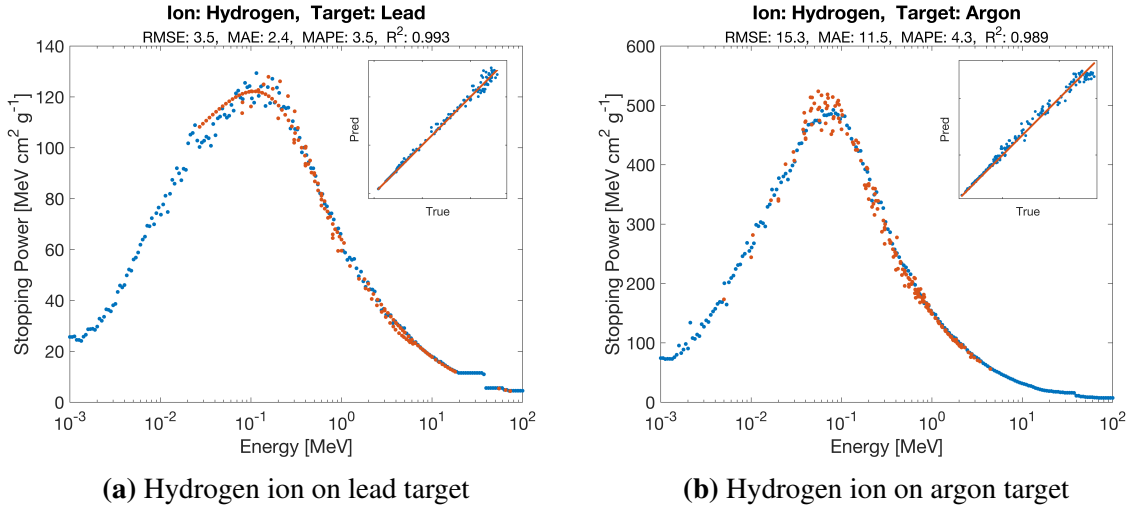 Ion: Hydrogen, Target: Lead
RMSE: 3.5, MAE: 2.4, MAPE: 3.5, R²: 0.993
140
120
100
80
60
40
20
0
Stopping Power [MeV cm² g⁻¹]
Pred
True
10⁻³ 10⁻² 10⁻¹ 10⁰ 10¹ 10²
Energy [MeV]
(a) Hydrogen ion on lead target
Ion: Hydrogen, Target: Argon
RMSE: 15.3, MAE: 11.5, MAPE: 4.3, R²: 0.989
600
500
400
300
200
100
0
Stopping Power [MeV cm² g⁻¹]
Pred
True
10⁻³ 10⁻² 10⁻¹ 10⁰ 10¹ 10²
Energy [MeV]
(b) Hydrogen ion on argon target